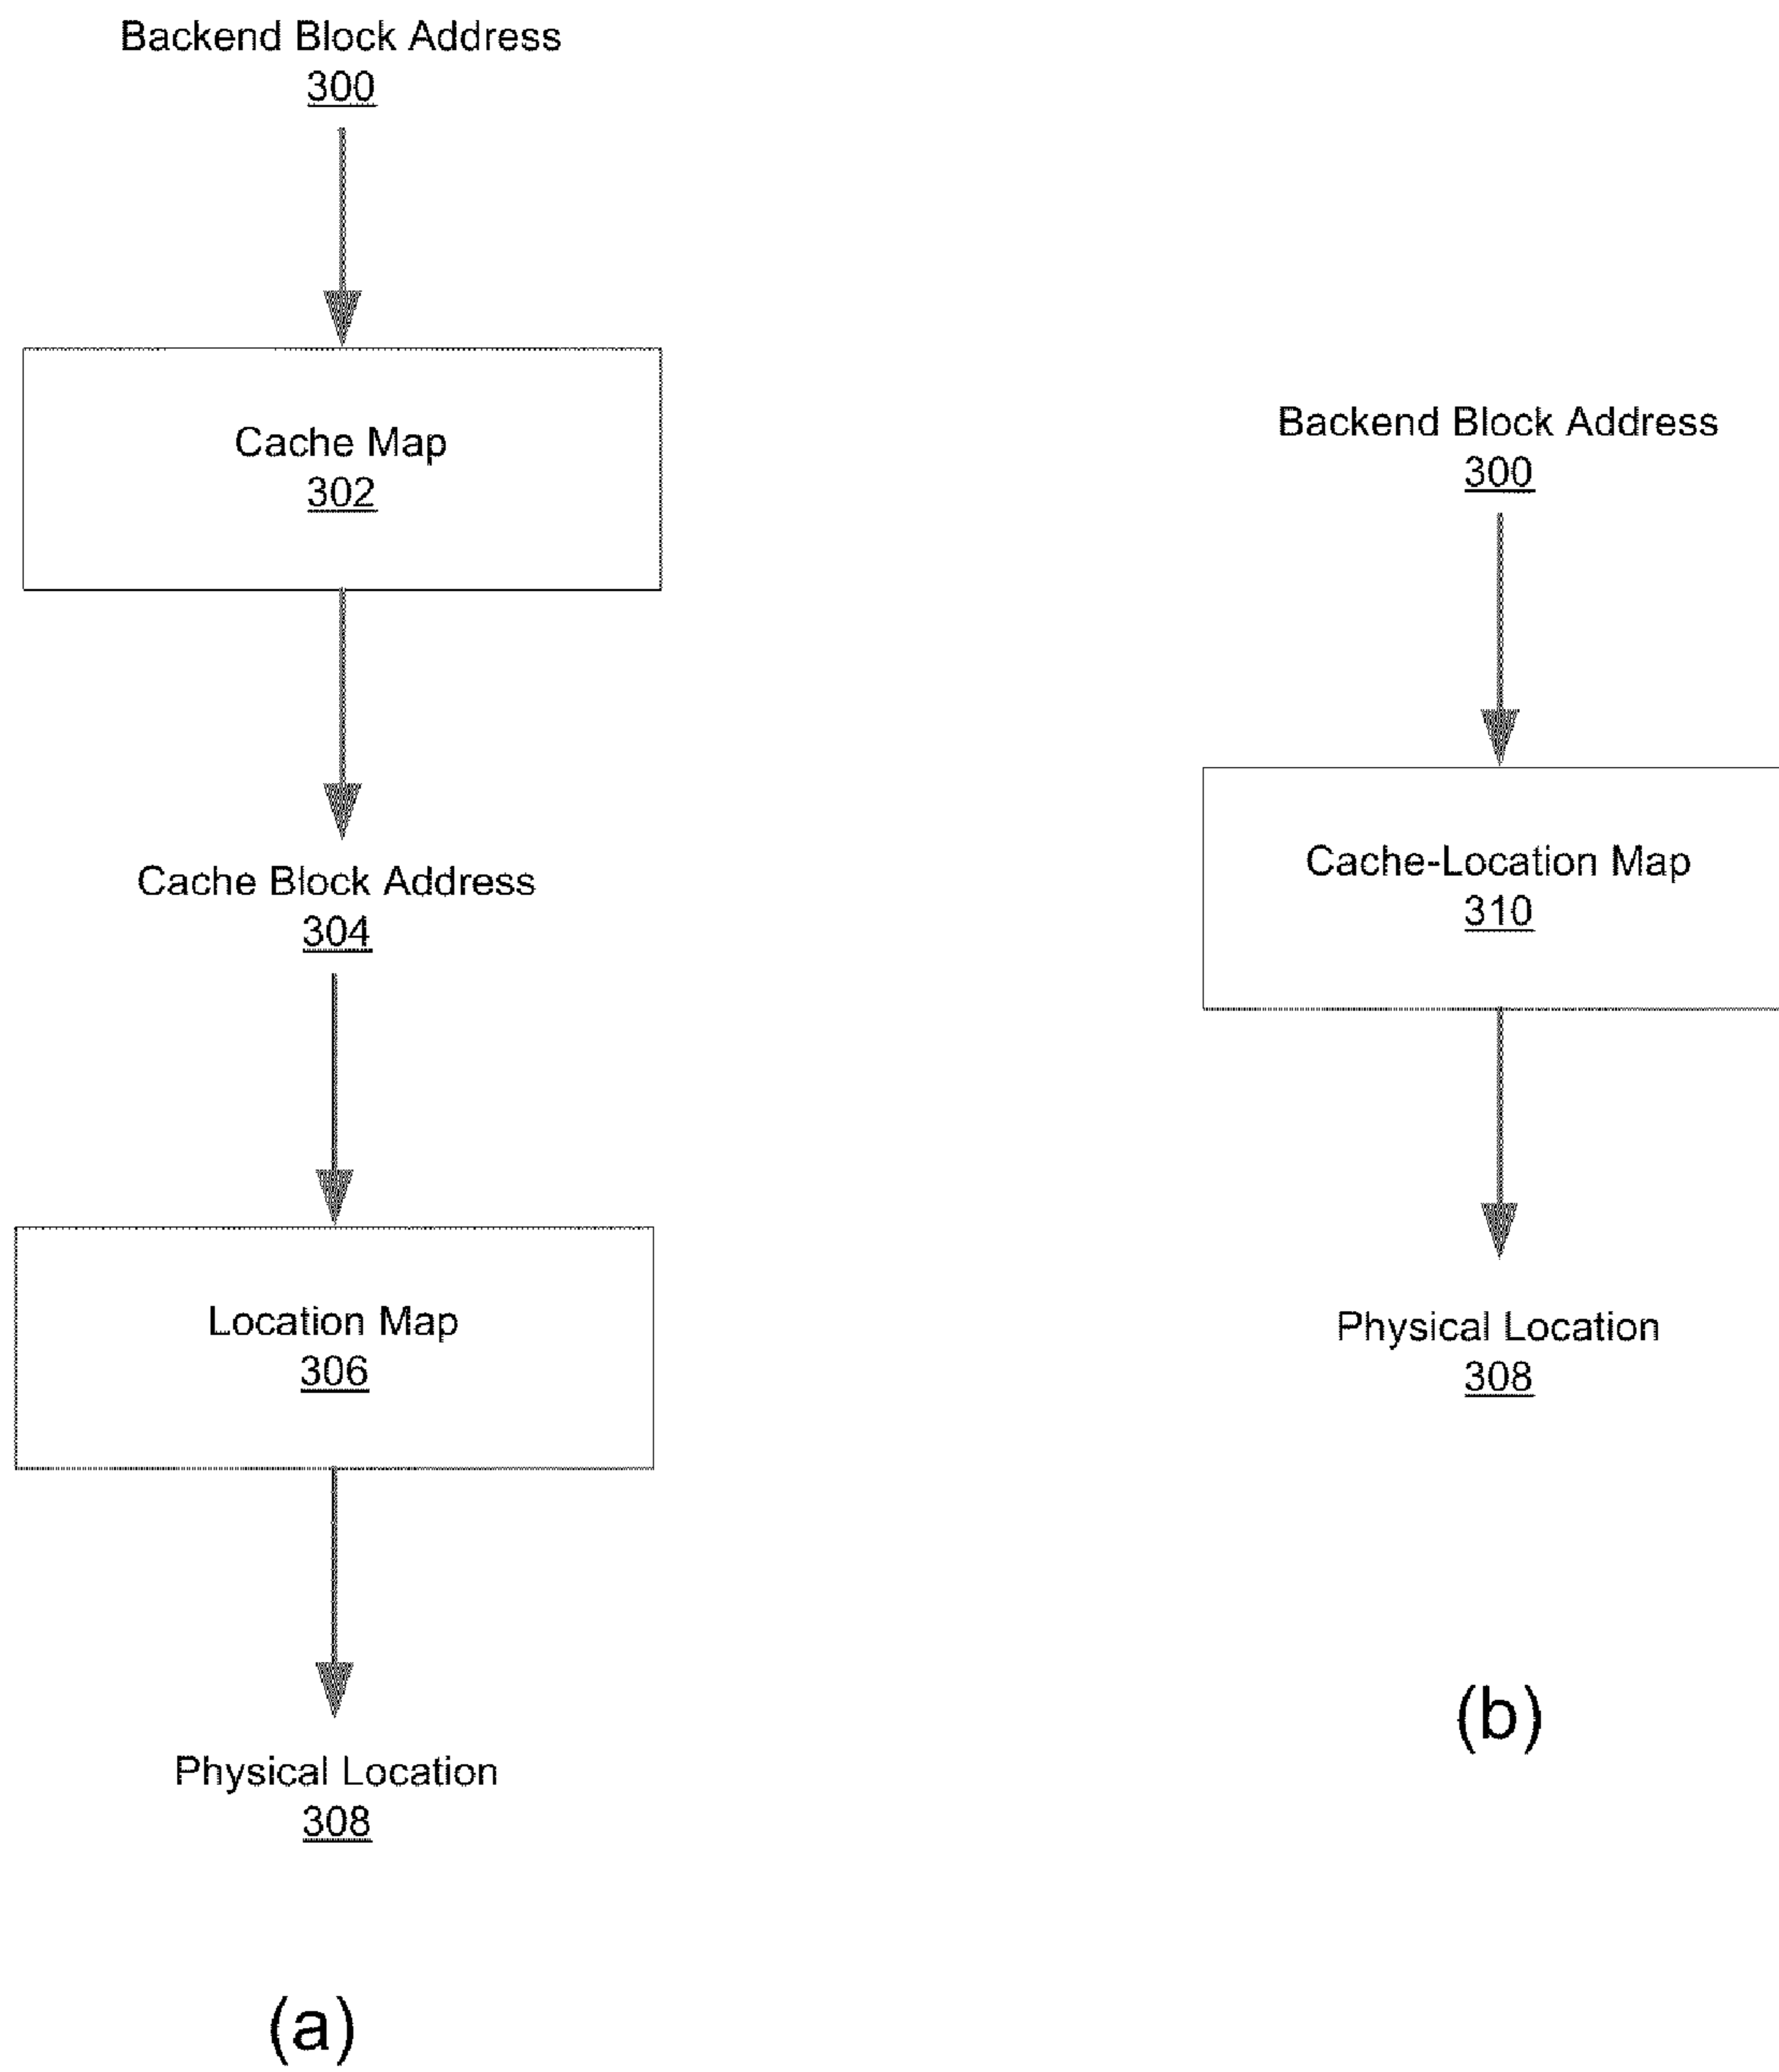 Backend Block Address
300
Cache Map
302
Cache Block Address
304
Location Map
306
Physical Location
308
(a)
Backend Block Address
300
Cache-Location Map
310
Physical Location
308
(b)